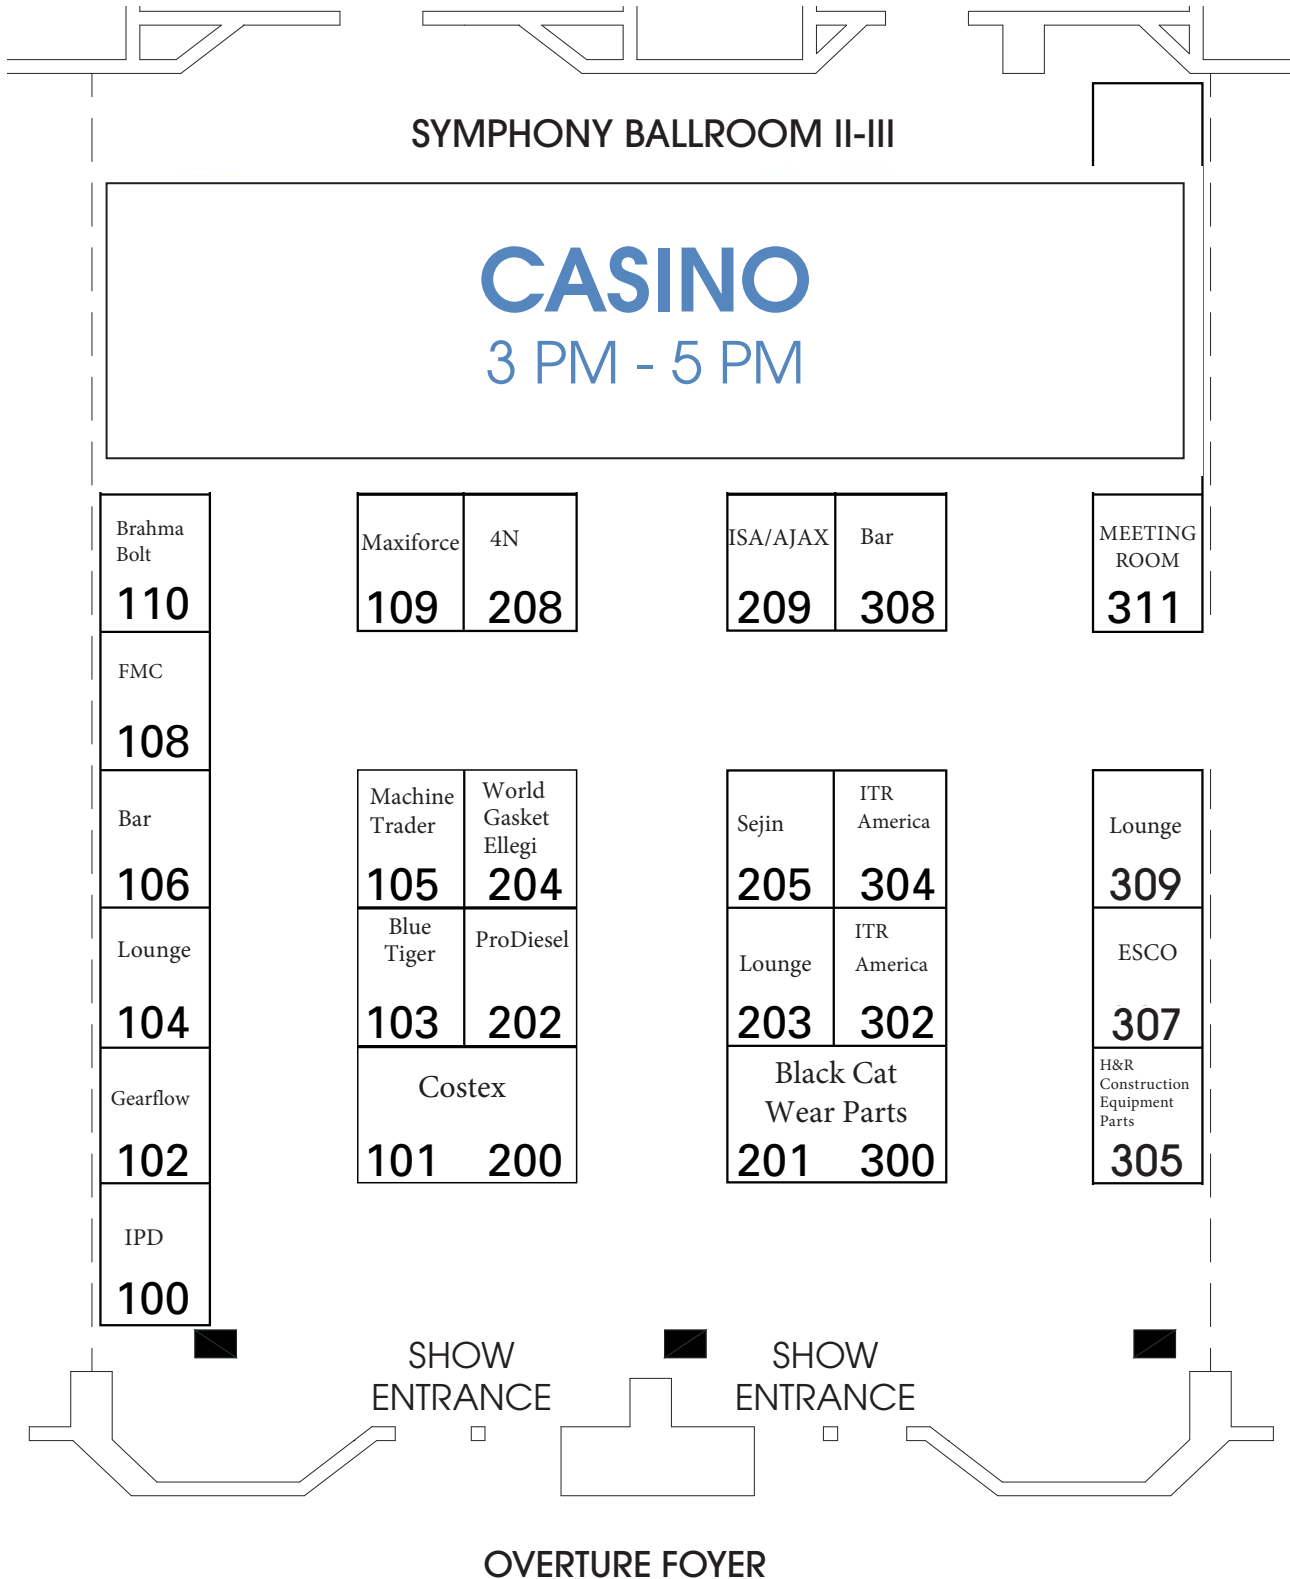 SYMPHONY BALLROOM II-III
CASINO
3 PM - 5 PM
Brahma
Bolt
110
Maxiforce
109
4N
208
ISA/AJAX
209
Bar
308
MEETING
ROOM
311
FMC
108
Bar
106
Machine
Trader
105
World
Gasket
Ellegi
204
Sejin
205
ITR
America
304
Lounge
309
Lounge
104
Blue
Tiger
103
ProDiesel
202
Lounge
203
ITR
America
302
ESCO
307
Gearflow
102
Costex
101 200
Black Cat
Wear Parts
201 300
H&R
Construction
Equipment
Parts
305
IPD
100
SHOW
ENTRANCE
SHOW
ENTRANCE
OVERTURE FOYER